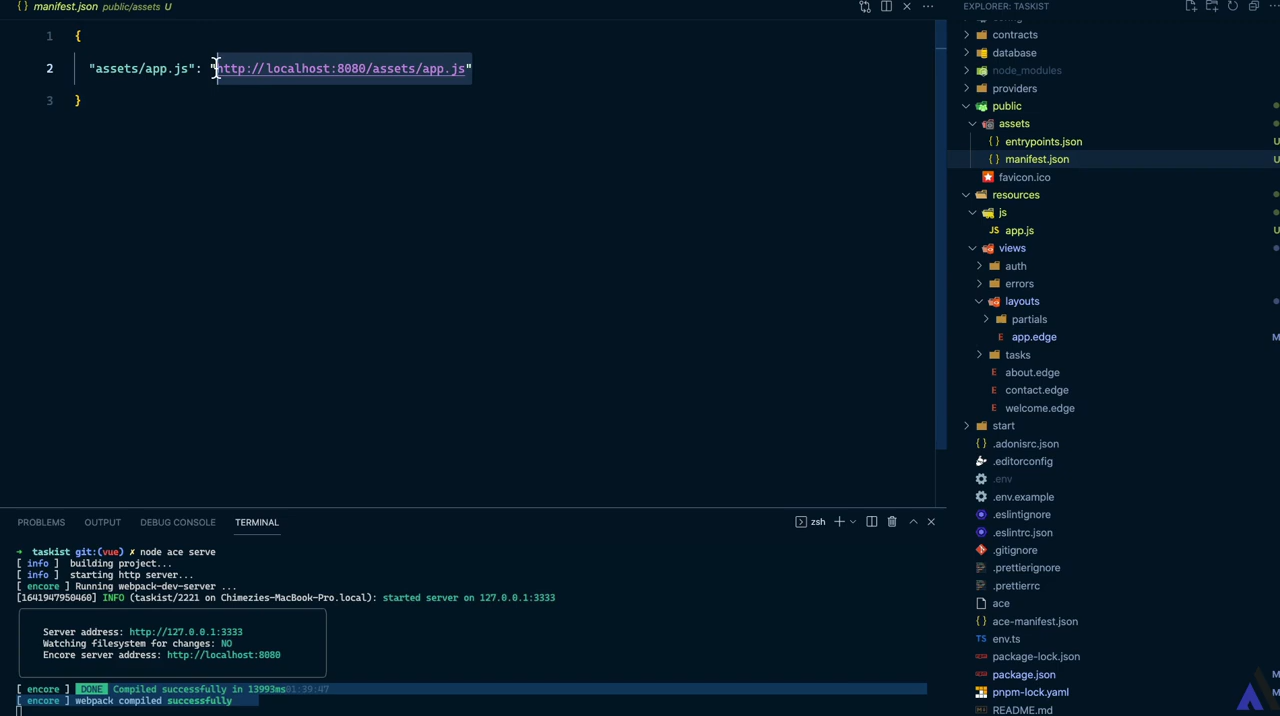 manifest.json public/assets U
EXPLORER: TASKIST
1 {
2 "assets/app.js": "http://localhost:8080/assets/app.js"
3 }
contracts
database
node_modules
providers
public
assets
entrypoints.json
manifest.json U
favicon.ico
resources
js
JS app.js U
views
auth
errors
layouts
partials
E app.edge M
tasks
E about.edge
E contact.edge
E welcome.edge
start
.adonisrc.json
.editorconfig
.env
.env.example
.eslintignore
.eslintrc.json
.gitignore
.prettierignore
.prettierrc
ace
ace-manifest.json
TS env.ts
package-lock.json
package.json M
pnpm-lock.yaml U
README.md
PROBLEMS OUTPUT DEBUG CONSOLE TERMINAL
zsh
➜ taskist git:(vue) ✗ node ace serve
[ info ] building project...
[ info ] starting http server...
[ encore ] Running webpack-dev-server ...
[1641947950460] INFO (taskist/2221 on Chimezies-MacBook-Pro.local): started server on 127.0.0.1:3333
Server address: http://127.0.0.1:3333
Watching filesystem for changes: NO
Encore server address: http://localhost:8080
[ encore ] DONE Compiled successfully in 13993ms01:39:47
[ encore ] webpack compiled successfully